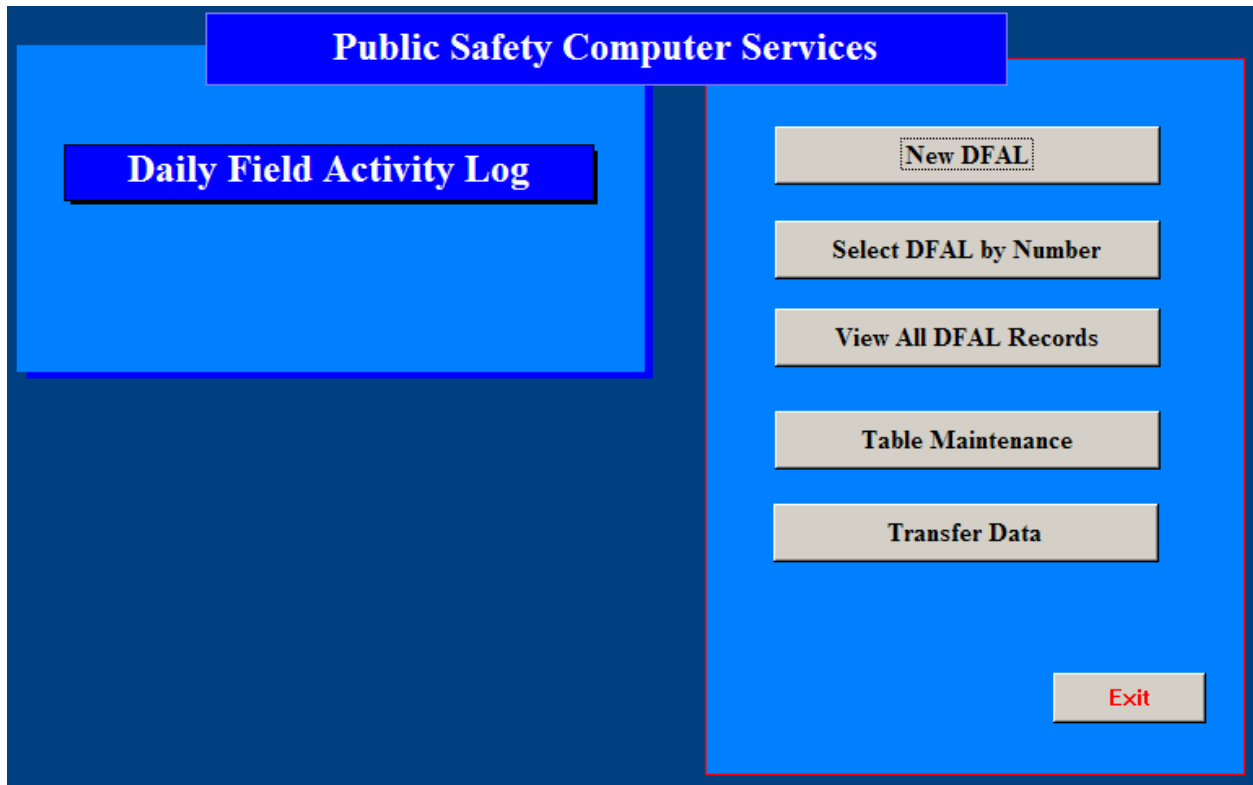 Public Safety Computer Services
Daily Field Activity Log
New DFAL
Select DFAL by Number
View All DFAL Records
Table Maintenance
Transfer Data
Exit